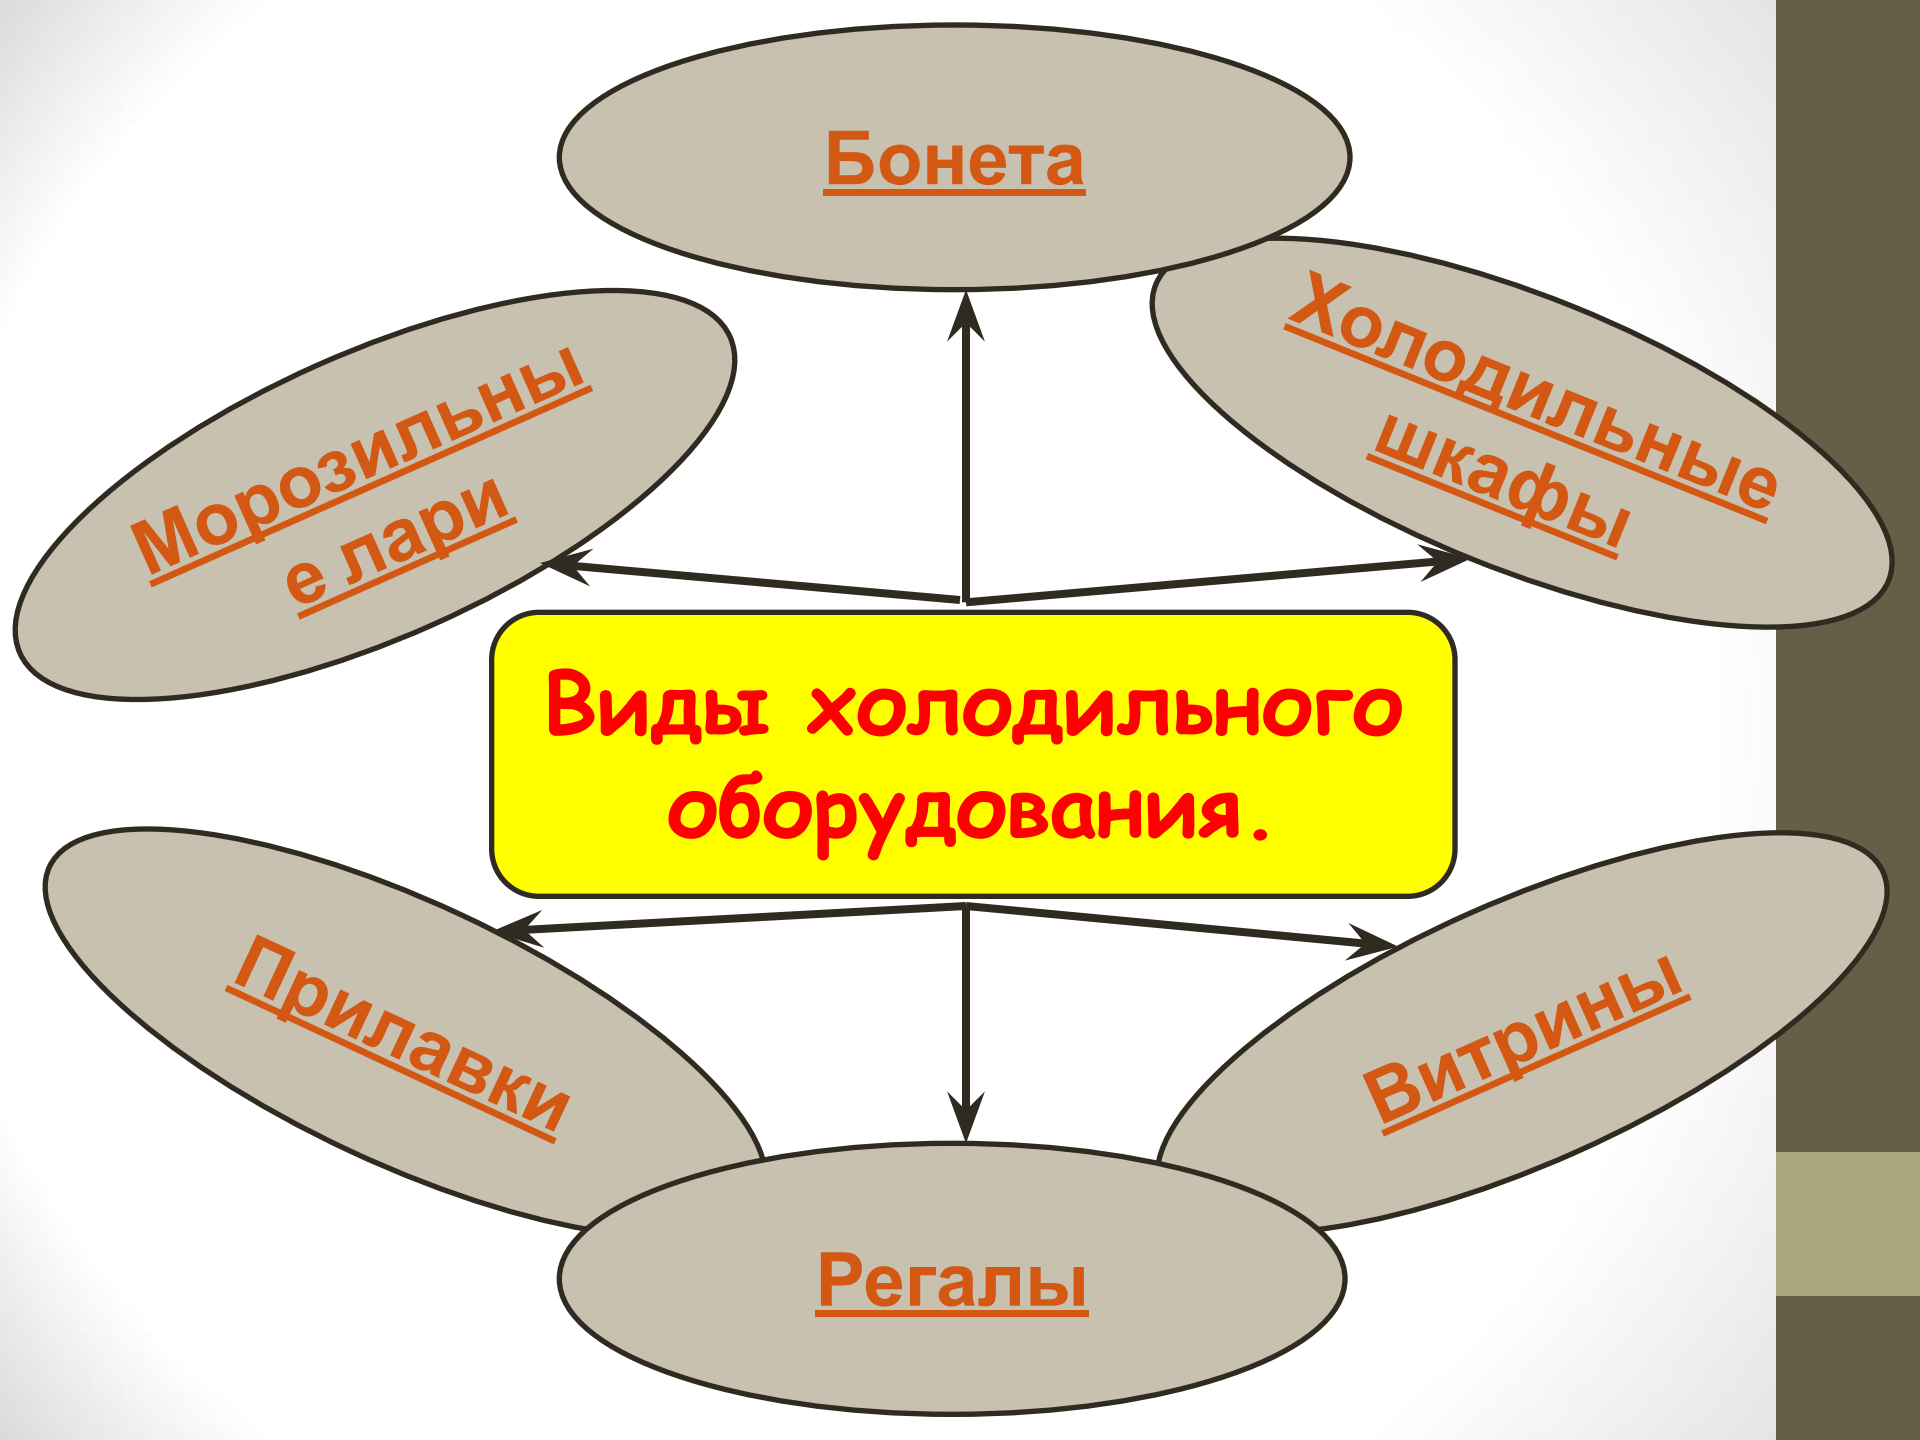 Бонета
Холодильные
шкафы
Морозильны
е лари
Виды холодильного
оборудования.
Прилавки
Витрины
Регалы